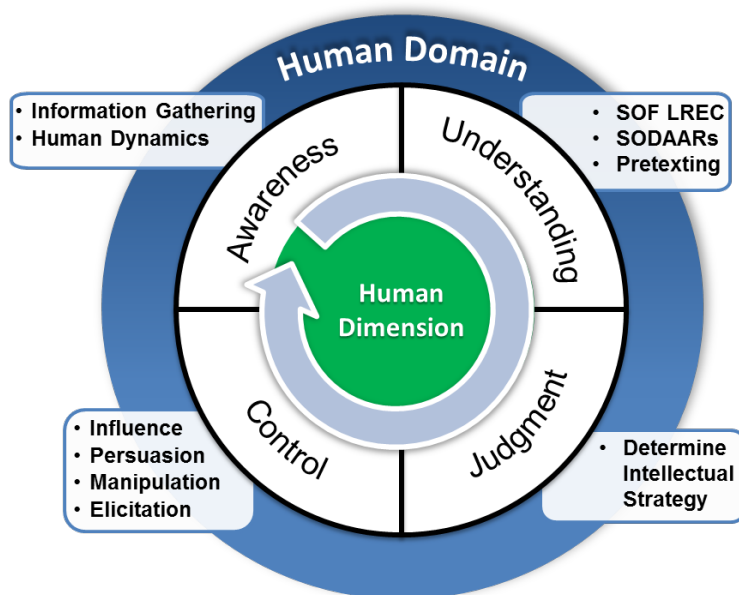 Human Domain
• Information Gathering
• Human Dynamics
Awareness
Understanding
• SOF LREC
• SODAARs
• Pretexting
Human
Dimension
Control
Judgment
• Influence
• Persuasion
• Manipulation
• Elicitation
• Determine
Intellectual
Strategy